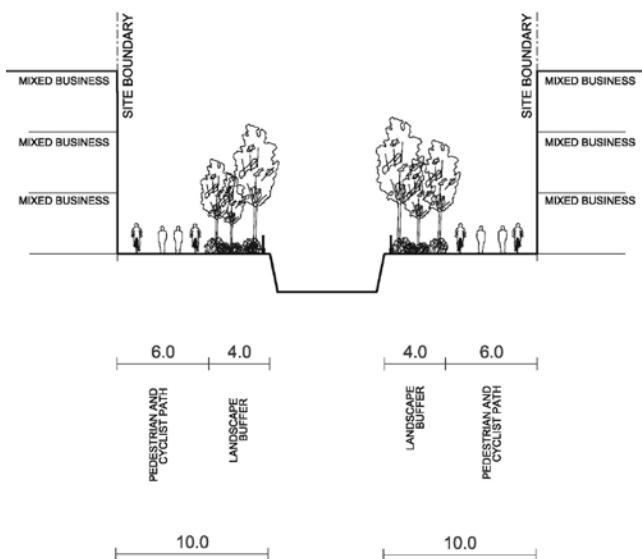 SITE BOUNDARY
SITE BOUNDARY
MIXED BUSINESS
MIXED BUSINESS
MIXED BUSINESS
MIXED BUSINESS
MIXED BUSINESS
MIXED BUSINESS
6.0
4.0
4.0
6.0
PEDESTRIAN AND
CYCLIST PATH
LANDSCAPE
BUFFER
LANDSCAPE
BUFFER
PEDESTRIAN AND
CYCLIST PATH
10.0
10.0